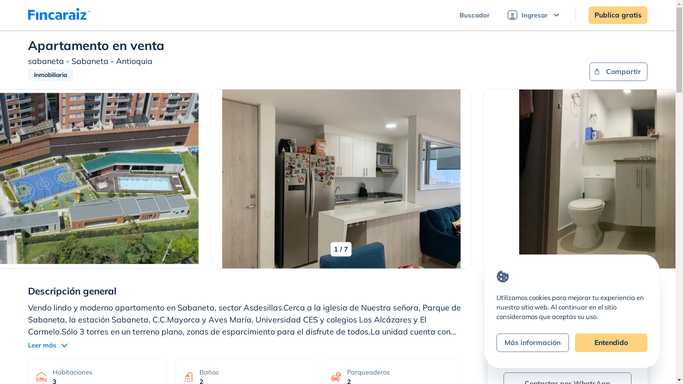 Fincaraiz
Buscador
Ingresar
Publica gratis
Apartamento en venta
sabaneta - Sabaneta - Antioquia
Inmobiliaria
Compartir
1 / 7
Descripción general
Vendo lindo y moderno apartamento en Sabaneta, sector Asdesillas.Cerca a la iglesia de Nuestra señora, Parque de
Sabaneta, la estación Sabaneta, C.C.Mayorca y Aves María, Universidad CES y colegios Los Alcázares y El
Carmelo.Sólo 3 torres en un terreno plano, zonas de esparcimiento para el disfrute de todos.La unidad cuenta con...
Leer más
Habitaciones
3
Baños
2
Parqueaderos
2
Utilizamos cookies para mejorar tu experiencia en
nuestro sitio web. Al continuar en el sitio
consideramos que aceptas su uso.
Más información
Entendido
Contactar por WhatsApp